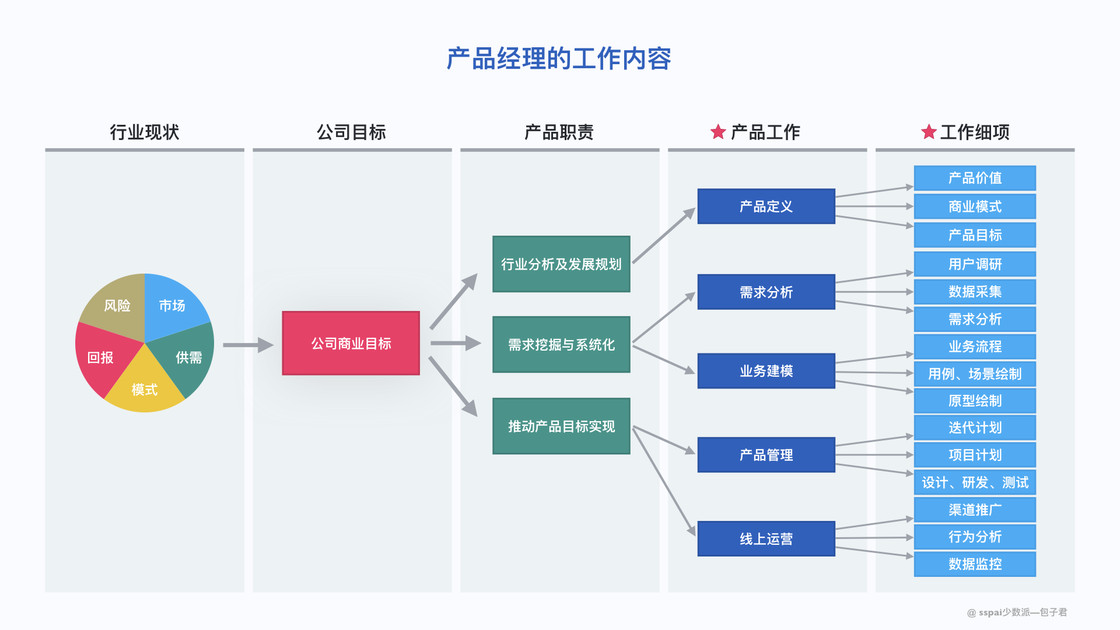 产品经理的工作内容
行业现状
公司目标
产品职责
产品工作
工作细项
风险
市场
回报
供需
模式
公司商业目标
行业分析及发展规划
需求挖掘与系统化
推动产品目标实现
产品定义
需求分析
业务建模
产品管理
线上运营
产品价值
商业模式
产品目标
用户调研
数据采集
需求分析
业务流程
用例、场景绘制
原型绘制
迭代计划
项目计划
设计、研发、测试
渠道推广
行为分析
数据监控
@ sspai少数派—包子君